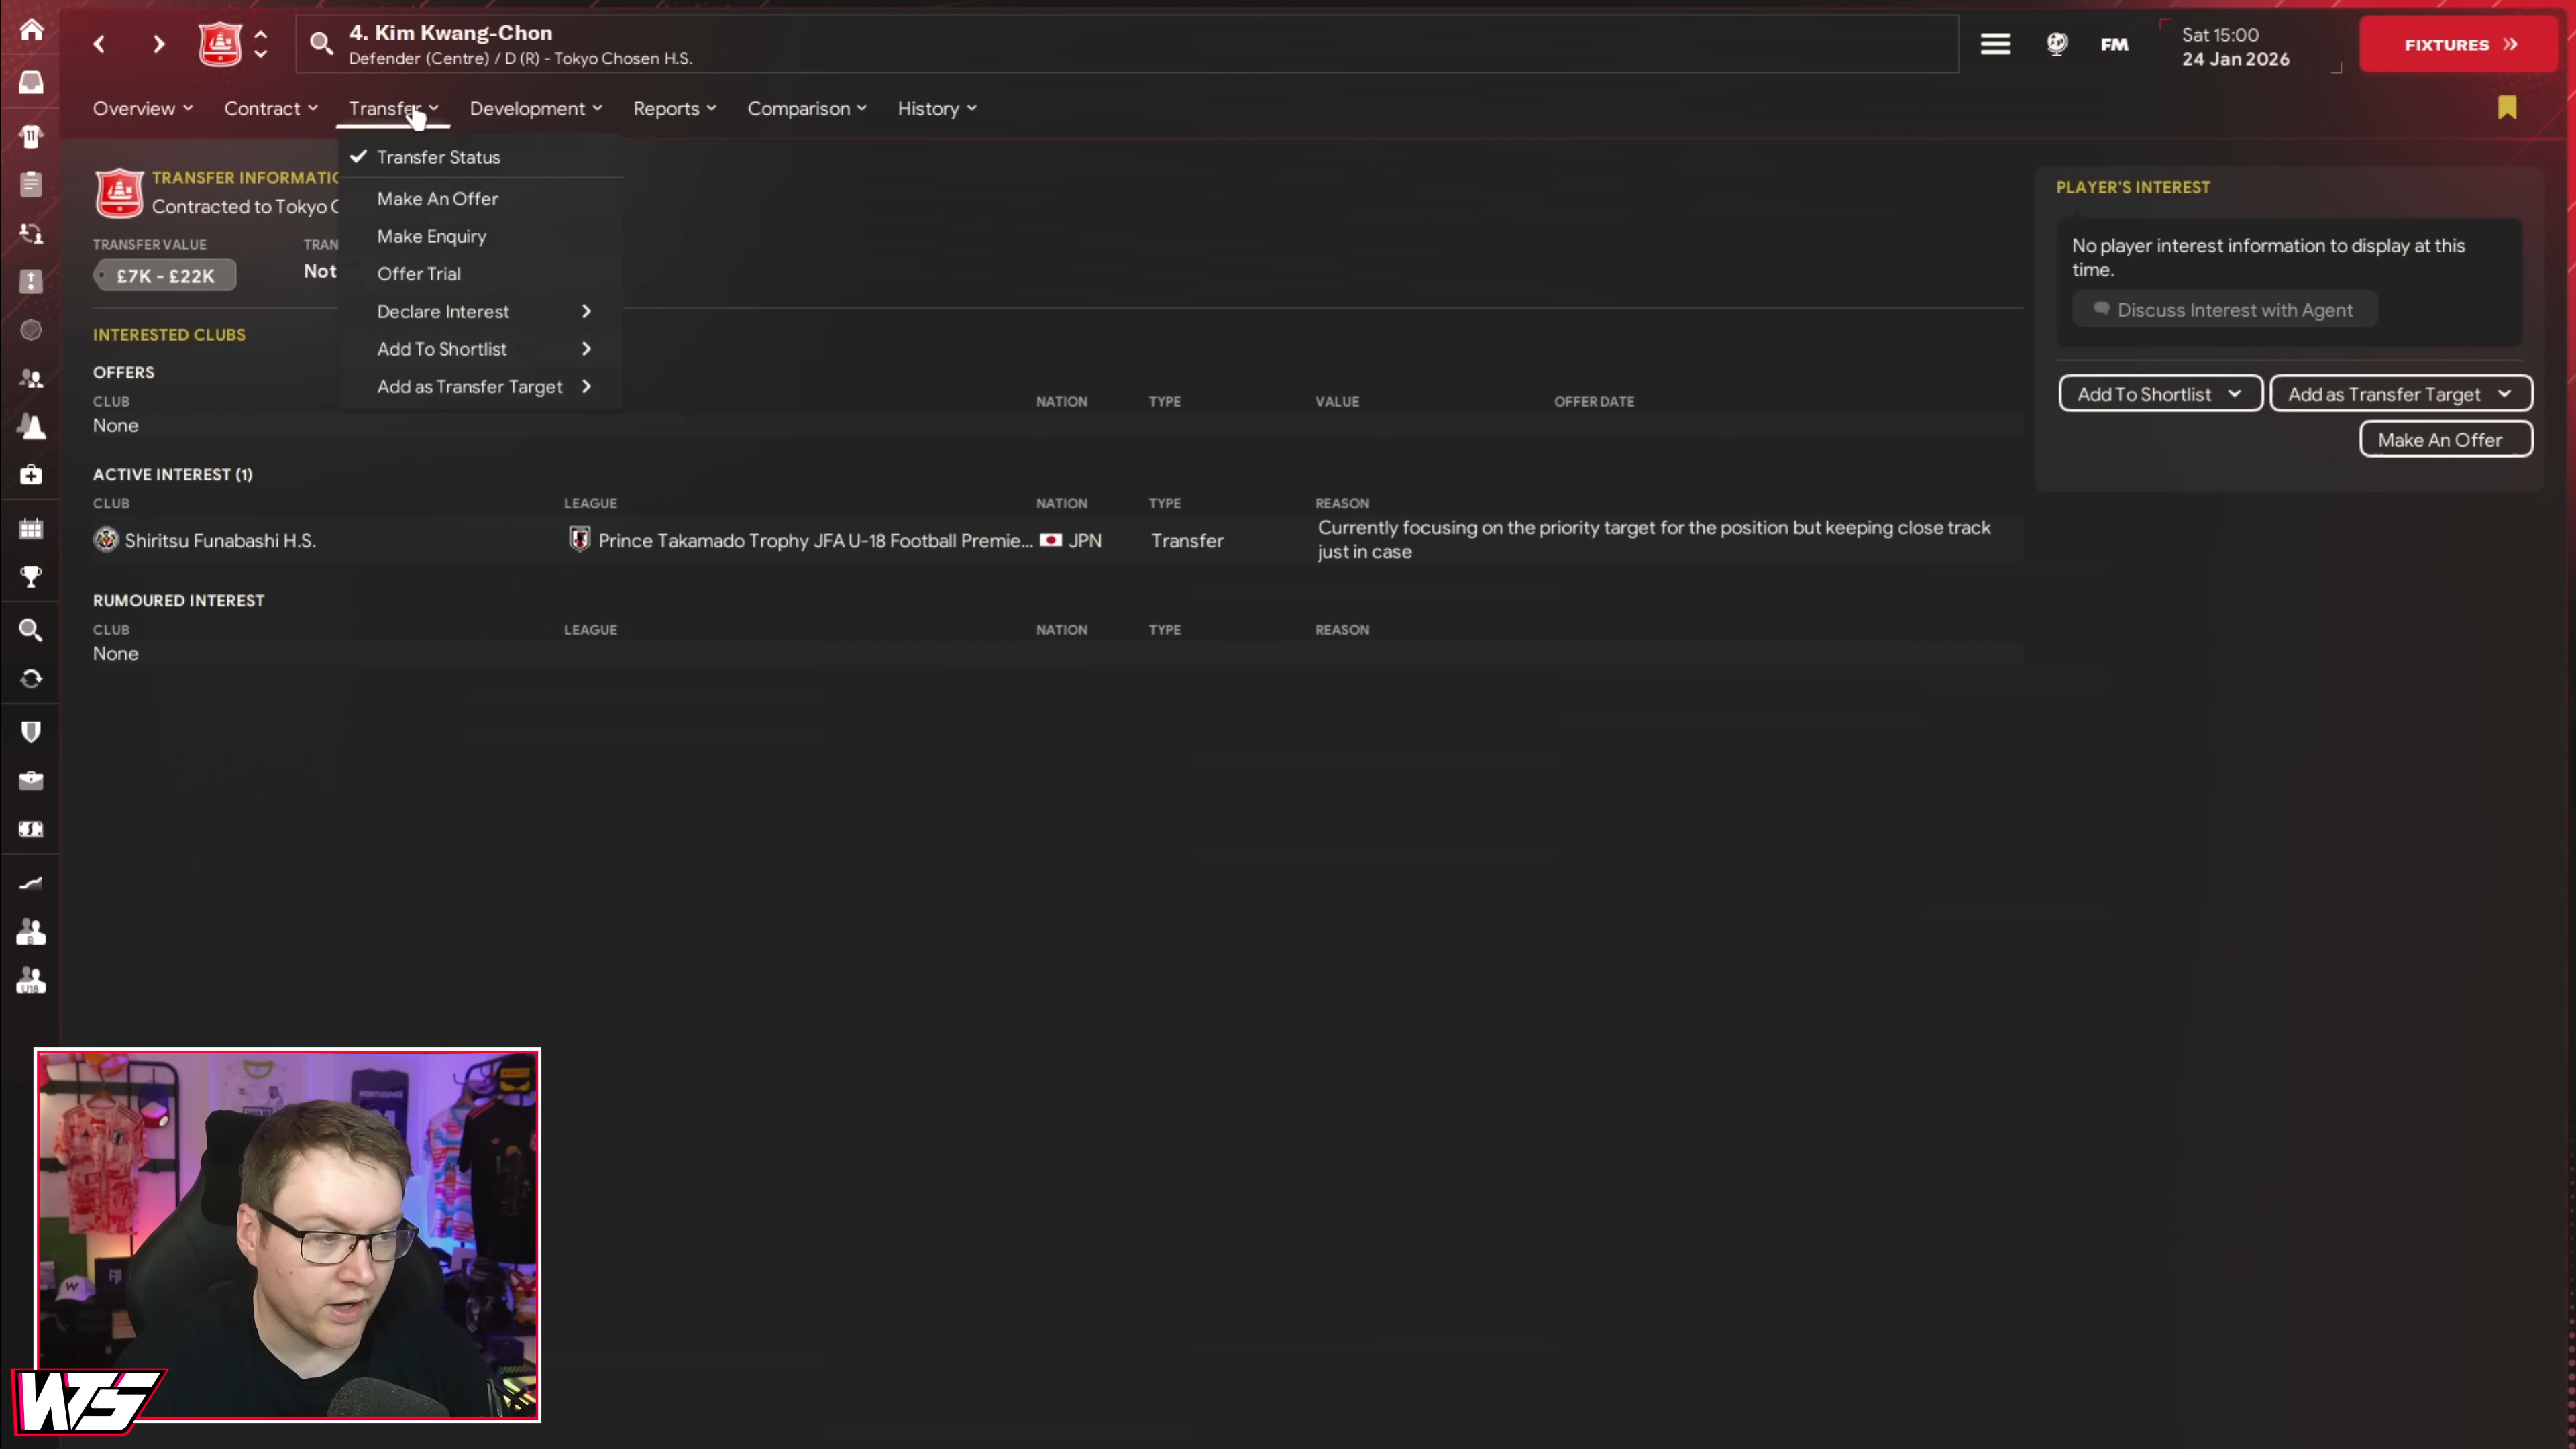 4. Kim Kwang-Chon
Defender (Centre) / D (R) - Tokyo Chosen H.S.
FM
Sat 15:00
24 Jan 2026
FIXTURES
Overview
Contract
Transfer
Development
Reports
Comparison
History
Transfer Status
Make An Offer
Make Enquiry
Offer Trial
Declare Interest
Add To Shortlist
Add as Transfer Target
TRANSFER INFORMATIO
Contracted to Tokyo C
TRANSFER VALUE
TRAN
£7K - £22K
Not
INTERESTED CLUBS
OFFERS
CLUB NATION TYPE VALUE OFFER DATE
None
ACTIVE INTEREST (1)
CLUB LEAGUE NATION TYPE REASON
Shiritsu Funabashi H.S. Prince Takamado Trophy JFA U-18 Football Premie... JPN Transfer
Currently focusing on the priority target for the position but keeping close track
just in case
RUMOURED INTEREST
CLUB LEAGUE NATION TYPE REASON
None
PLAYER'S INTEREST
No player interest information to display at this
time.
Discuss Interest with Agent
Add To Shortlist
Add as Transfer Target
Make An Offer
11
B
U18
WTS